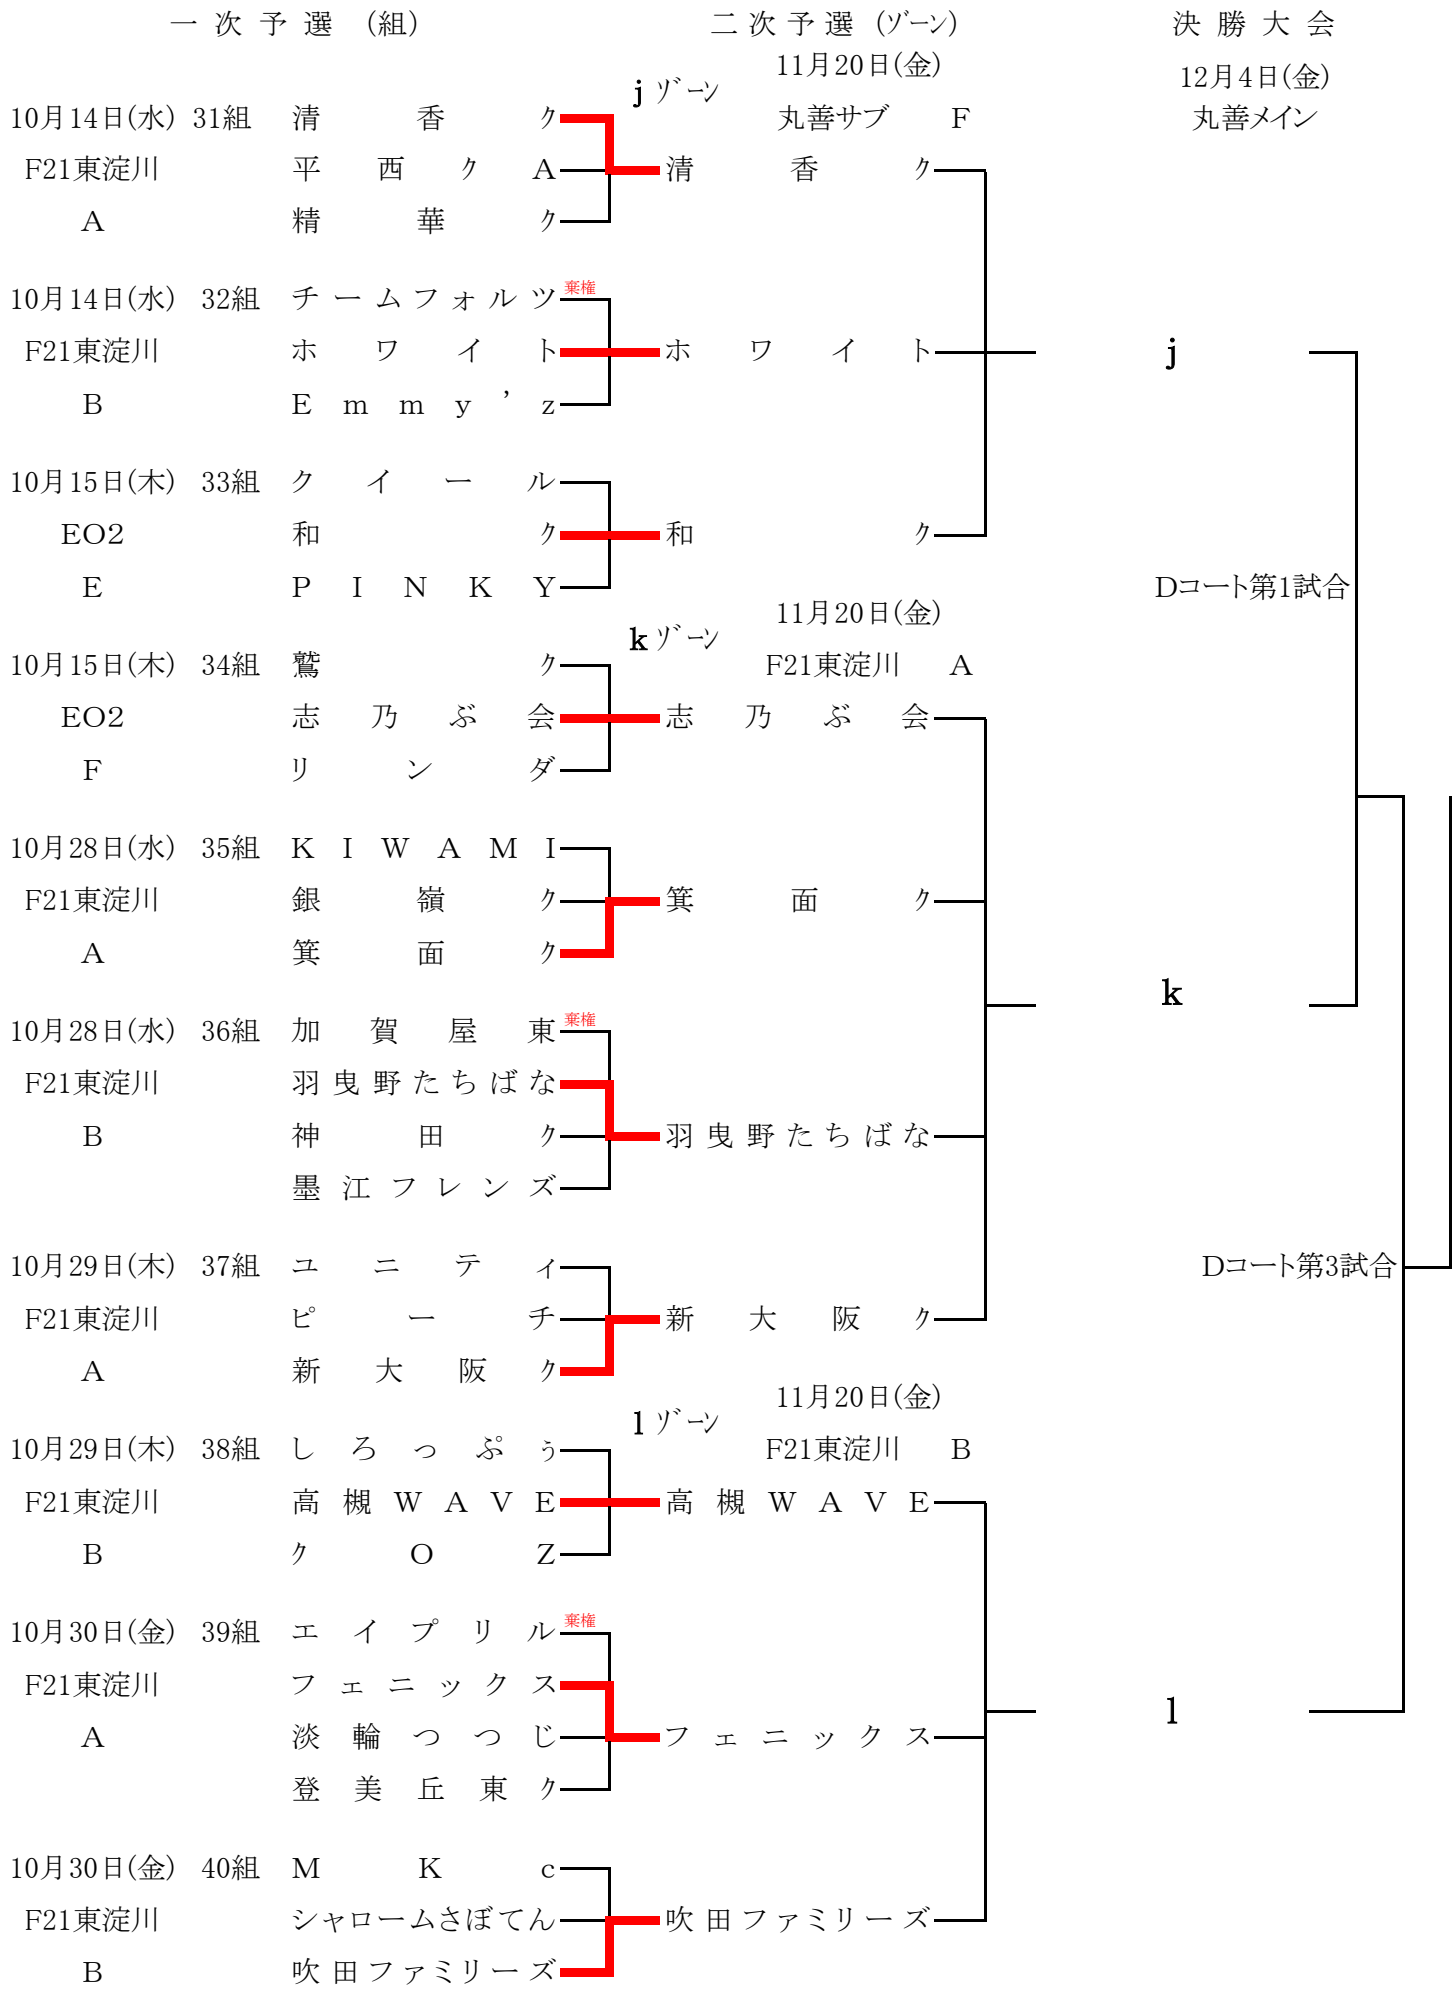 一次予選 (組) 二次予選 (ゾーン) 決勝大会
jゾーン 11月20日(金) 12月4日(金)
10月14日(水) 31組 清香ク 丸善サブ F 丸善メイン
F21東淀川 平西クA 清香ク
A 精華ク
10月14日(水) 32組 チームフォルツ 棄権
F21東淀川 ホワイト ホワイト j
B Emmy’z
10月15日(木) 33組 クイール
EO2 和ク 和ク
E PINKY Dコート第1試合
kゾーン 11月20日(金)
10月15日(木) 34組 鷲ク F21東淀川 A
EO2 志乃ぶ会 志乃ぶ会
F リンダ
10月28日(水) 35組 KIWAMI
F21東淀川 銀嶺ク 箕面ク
A 箕面ク
k
10月28日(水) 36組 加賀屋東 棄権
F21東淀川 羽曳野たちばな
B 神田ク 羽曳野たちばな
墨江フレンズ
10月29日(木) 37組 ユニティ Dコート第3試合
F21東淀川 ピーチ 新大阪ク
A 新大阪ク
lゾーン 11月20日(金)
10月29日(木) 38組 しろっぷぅ F21東淀川 B
F21東淀川 高槻WAVE 高槻WAVE
B クOZ
10月30日(金) 39組 エイプリル 棄権
F21東淀川 フェニックス
l
A 淡輪つつじ フェニックス
登美丘東ク
10月30日(金) 40組 MKc
F21東淀川 シャロームさぼてん 吹田ファミリーズ
B 吹田ファミリーズ